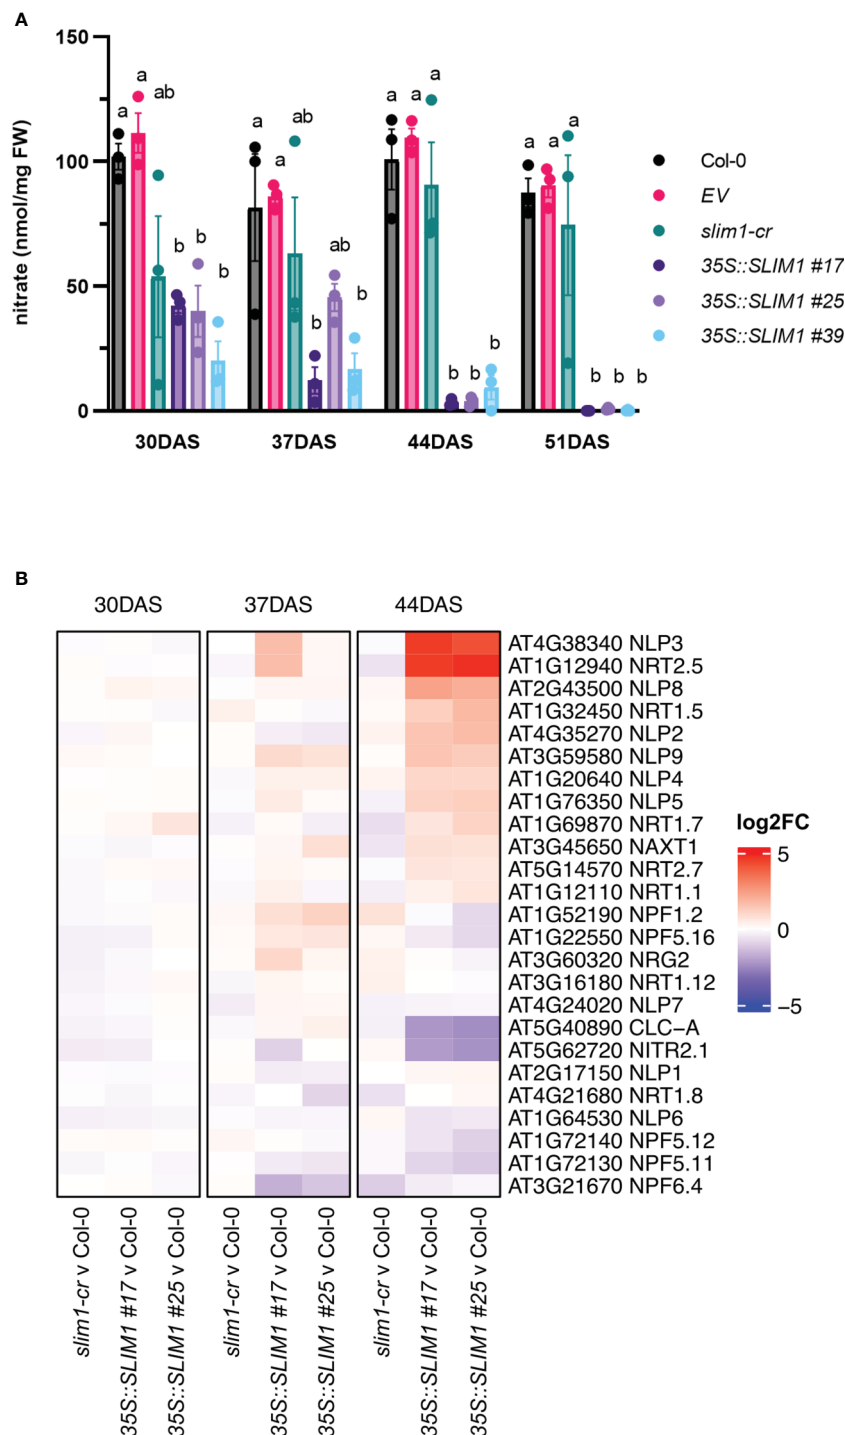 A
nitrate (nmol/mg FW)
150
100
50
0
a a ab b b b
a a ab b ab b
a a a b b b
a a a b b b
30DAS 37DAS 44DAS 51DAS
Col-0
EV
slim1-cr
35S::SLIM1 #17
35S::SLIM1 #25
35S::SLIM1 #39
B
30DAS 37DAS 44DAS
AT4G38340 NLP3
AT1G12940 NRT2.5
AT2G43500 NLP8
AT1G32450 NRT1.5
AT4G35270 NLP2
AT3G59580 NLP9
AT1G20640 NLP4
AT1G76350 NLP5
AT1G69870 NRT1.7
AT3G45650 NAXT1
AT5G14570 NRT2.7
AT1G12110 NRT1.1
AT1G52190 NPF1.2
AT1G22550 NPF5.16
AT3G60320 NRG2
AT3G16180 NRT1.12
AT4G24020 NLP7
AT5G40890 CLC−A
AT5G62720 NITR2.1
AT2G17150 NLP1
AT4G21680 NRT1.8
AT1G64530 NLP6
AT1G72140 NPF5.12
AT1G72130 NPF5.11
AT3G21670 NPF6.4
log2FC
5
0
−5
slim1-cr v Col-0
35S::SLIM1 #17 v Col-0
35S::SLIM1 #25 v Col-0
slim1-cr v Col-0
35S::SLIM1 #17 v Col-0
35S::SLIM1 #25 v Col-0
slim1-cr v Col-0
35S::SLIM1 #17 v Col-0
35S::SLIM1 #25 v Col-0